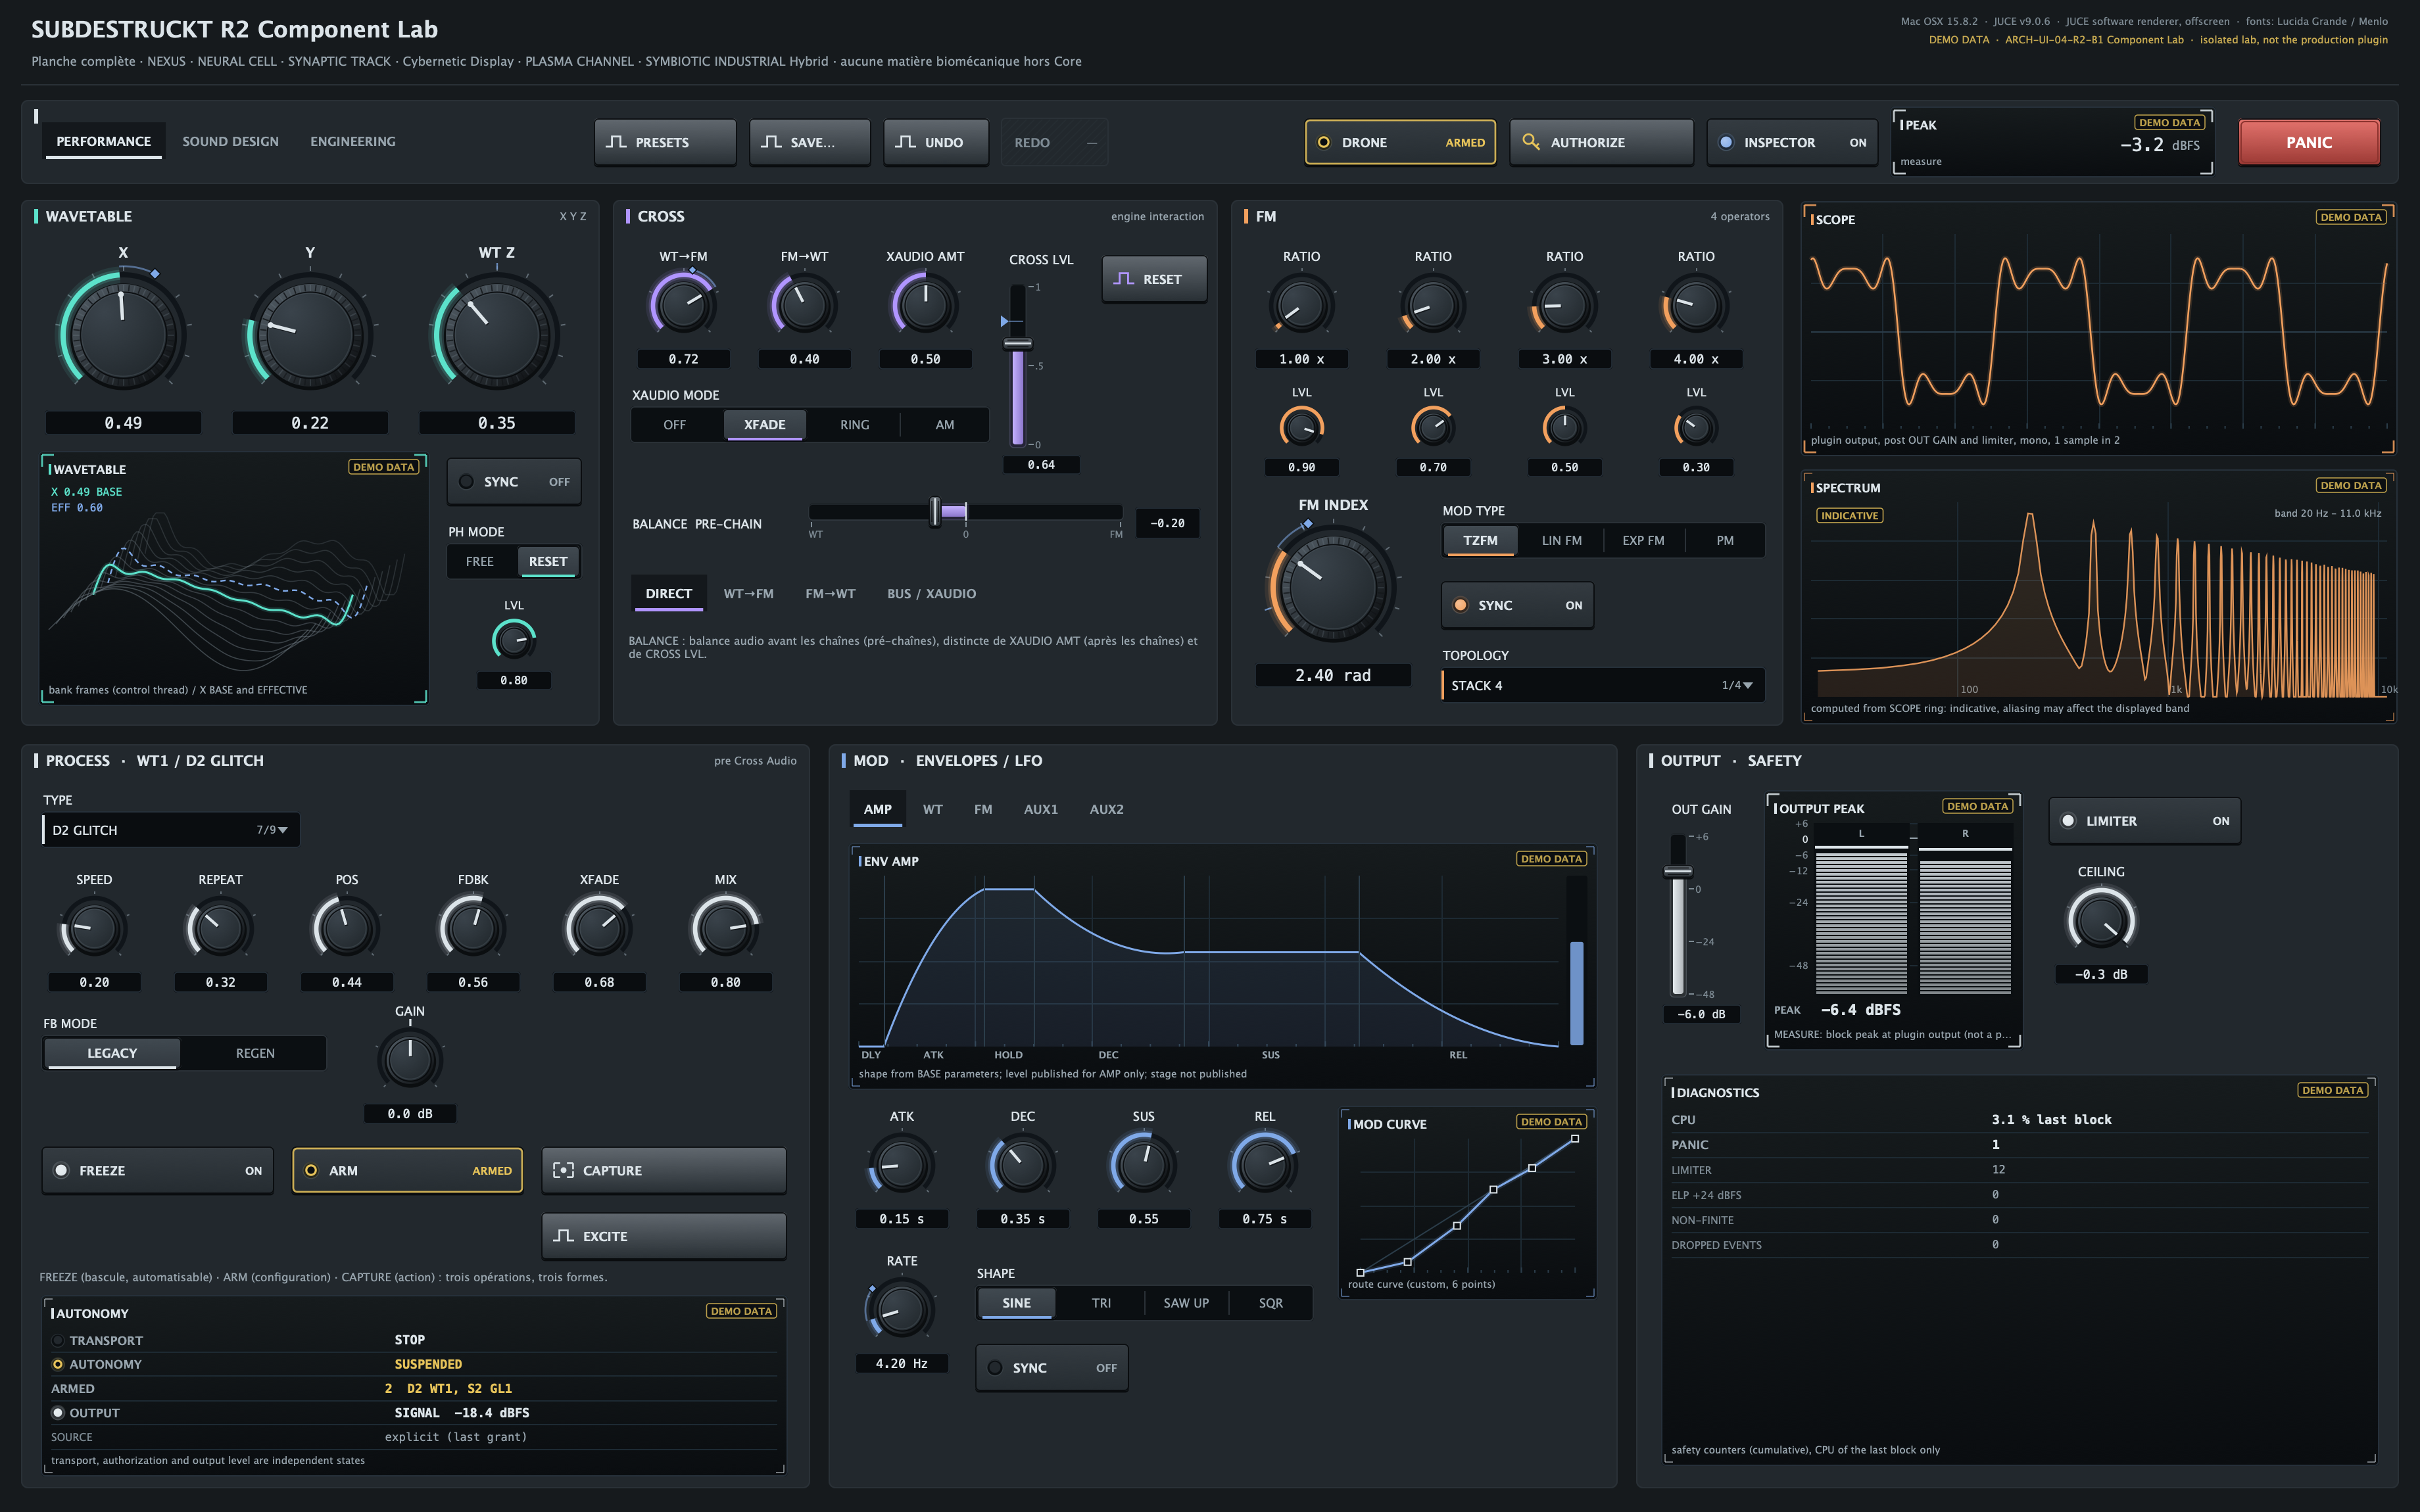 SUBDESTRUCKT R2 Component Lab
Mac OSX 15.8.2 · JUCE v9.0.6 · JUCE software renderer, offscreen · fonts: Lucida Grande / Menlo
DEMO DATA · ARCH-UI-04-R2-B1 Component Lab · isolated lab, not the production plugin
Planche complète · NEXUS · NEURAL CELL · SYNAPTIC TRACK · Cybernetic Display · PLASMA CHANNEL · SYMBIOTIC INDUSTRIAL Hybrid · aucune matière biomécanique hors Core
PERFORMANCE SOUND DESIGN ENGINEERING
PRESETS SAVE... UNDO REDO —
DRONE ARMED AUTHORIZE INSPECTOR ON
PEAK DEMO DATA
−3.2 dBFS
measure
PANIC
WAVETABLE X Y Z
X Y WT Z
0.49 0.22 0.35
WAVETABLE DEMO DATA
X 0.49 BASE
EFF 0.60
bank frames (control thread) / X BASE and EFFECTIVE
SYNC OFF
PH MODE
FREE RESET
LVL
0.80
CROSS engine interaction
WT→FM FM→WT XAUDIO AMT CROSS LVL
RESET
1
.5
0
0.72 0.40 0.50
0.64
XAUDIO MODE
OFF XFADE RING AM
BALANCE PRE-CHAIN
WT 0 FM
−0.20
DIRECT WT→FM FM→WT BUS / XAUDIO
BALANCE : balance audio avant les chaînes (pré-chaînes), distincte de XAUDIO AMT (après les chaînes) et
de CROSS LVL.
FM 4 operators
RATIO RATIO RATIO RATIO
1.00 x 2.00 x 3.00 x 4.00 x
LVL LVL LVL LVL
0.90 0.70 0.50 0.30
FM INDEX
2.40 rad
MOD TYPE
TZFM LIN FM EXP FM PM
SYNC ON
TOPOLOGY
STACK 4 1/4
SCOPE DEMO DATA
plugin output, post OUT GAIN and limiter, mono, 1 sample in 2
SPECTRUM DEMO DATA
INDICATIVE band 20 Hz – 11.0 kHz
100 1k 10k
computed from SCOPE ring: indicative, aliasing may affect the displayed band
PROCESS · WT1 / D2 GLITCH pre Cross Audio
TYPE
D2 GLITCH 7/9
SPEED REPEAT POS FDBK XFADE MIX
0.20 0.32 0.44 0.56 0.68 0.80
FB MODE
LEGACY REGEN
GAIN
0.0 dB
FREEZE ON ARM ARMED CAPTURE
EXCITE
FREEZE (bascule, automatisable) · ARM (configuration) · CAPTURE (action) : trois opérations, trois formes.
AUTONOMY DEMO DATA
TRANSPORT STOP
AUTONOMY SUSPENDED
ARMED 2 D2 WT1, S2 GL1
OUTPUT SIGNAL −18.4 dBFS
SOURCE explicit (last grant)
transport, authorization and output level are independent states
MOD · ENVELOPES / LFO
AMP WT FM AUX1 AUX2
ENV AMP DEMO DATA
DLY ATK HOLD DEC SUS REL
shape from BASE parameters; level published for AMP only; stage not published
ATK DEC SUS REL
0.15 s 0.35 s 0.55 0.75 s
MOD CURVE DEMO DATA
route curve (custom, 6 points)
RATE
4.20 Hz
SHAPE
SINE TRI SAW UP SQR
SYNC OFF
OUTPUT · SAFETY
OUT GAIN
+6
0
−24
−48
−6.0 dB
OUTPUT PEAK DEMO DATA
L R
+6
0
−6
−12
−24
−48
PEAK −6.4 dBFS
MEASURE: block peak at plugin output (not a p...
LIMITER ON
CEILING
−0.3 dB
DIAGNOSTICS DEMO DATA
CPU 3.1 % last block
PANIC 1
LIMITER 12
ELP +24 dBFS 0
NON-FINITE 0
DROPPED EVENTS 0
safety counters (cumulative), CPU of the last block only